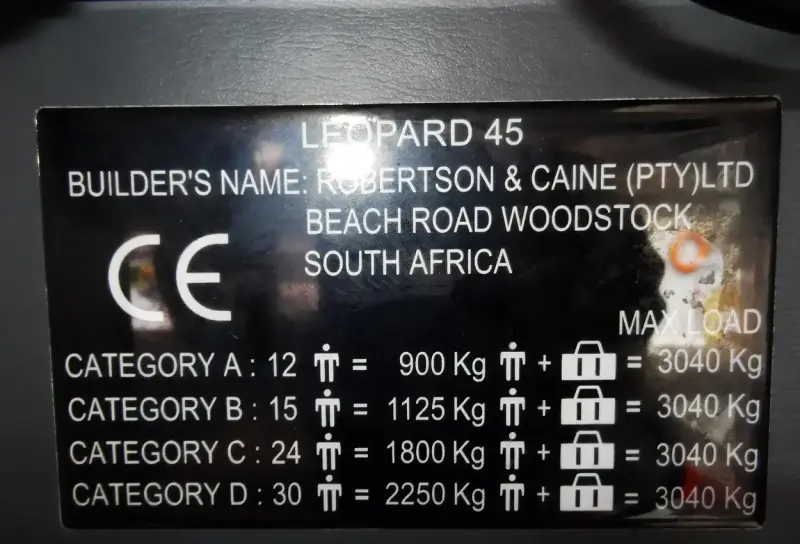 LEOPARD 45
BUILDER'S NAME: ROBERTSON & CAINE (PTY)LTD
BEACH ROAD WOODSTOCK
SOUTH AFRICA
CE
MAX LOAD
CATEGORY A : 12 = 900 Kg + = 3040 Kg
CATEGORY B : 15 = 1125 Kg + = 3040 Kg
CATEGORY C : 24 = 1800 Kg + = 3040 Kg
CATEGORY D : 30 = 2250 Kg + = 3040 Kg